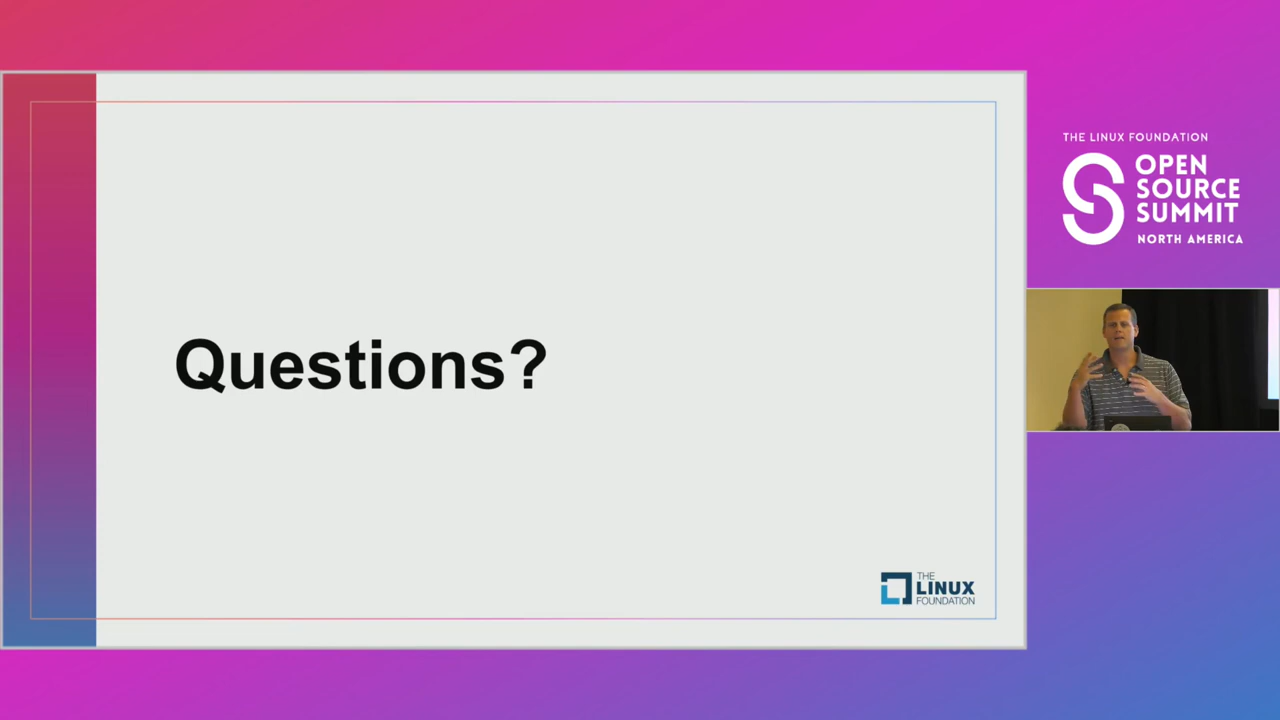 Questions?
THE
LINUX
FOUNDATION
THE LINUX FOUNDATION
OPEN
SOURCE
SUMMIT
NORTH AMERICA